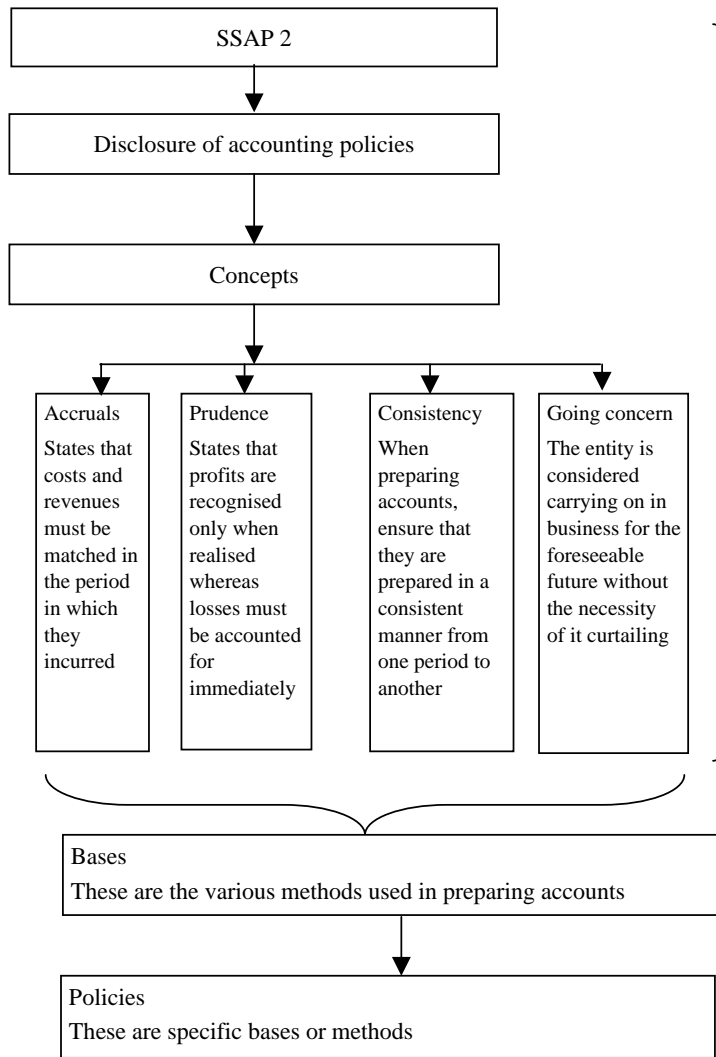 SSAP 2
Disclosure of accounting policies
Concepts
Accruals
States that
costs and
revenues
must be
matched in
the period
in which
they
incurred
Prudence
States that
profits are
recognised
only when
realised
whereas
losses must
be accounted
for
immediately
Consistency
When
preparing
accounts,
ensure that
they are
prepared in a
consistent
manner from
one period to
another
Going concern
The entity is
considered
carrying on in
business for the
foreseeable
future without
the necessity
of it curtailing
Bases
These are the various methods used in preparing accounts
Policies
These are specific bases or methods